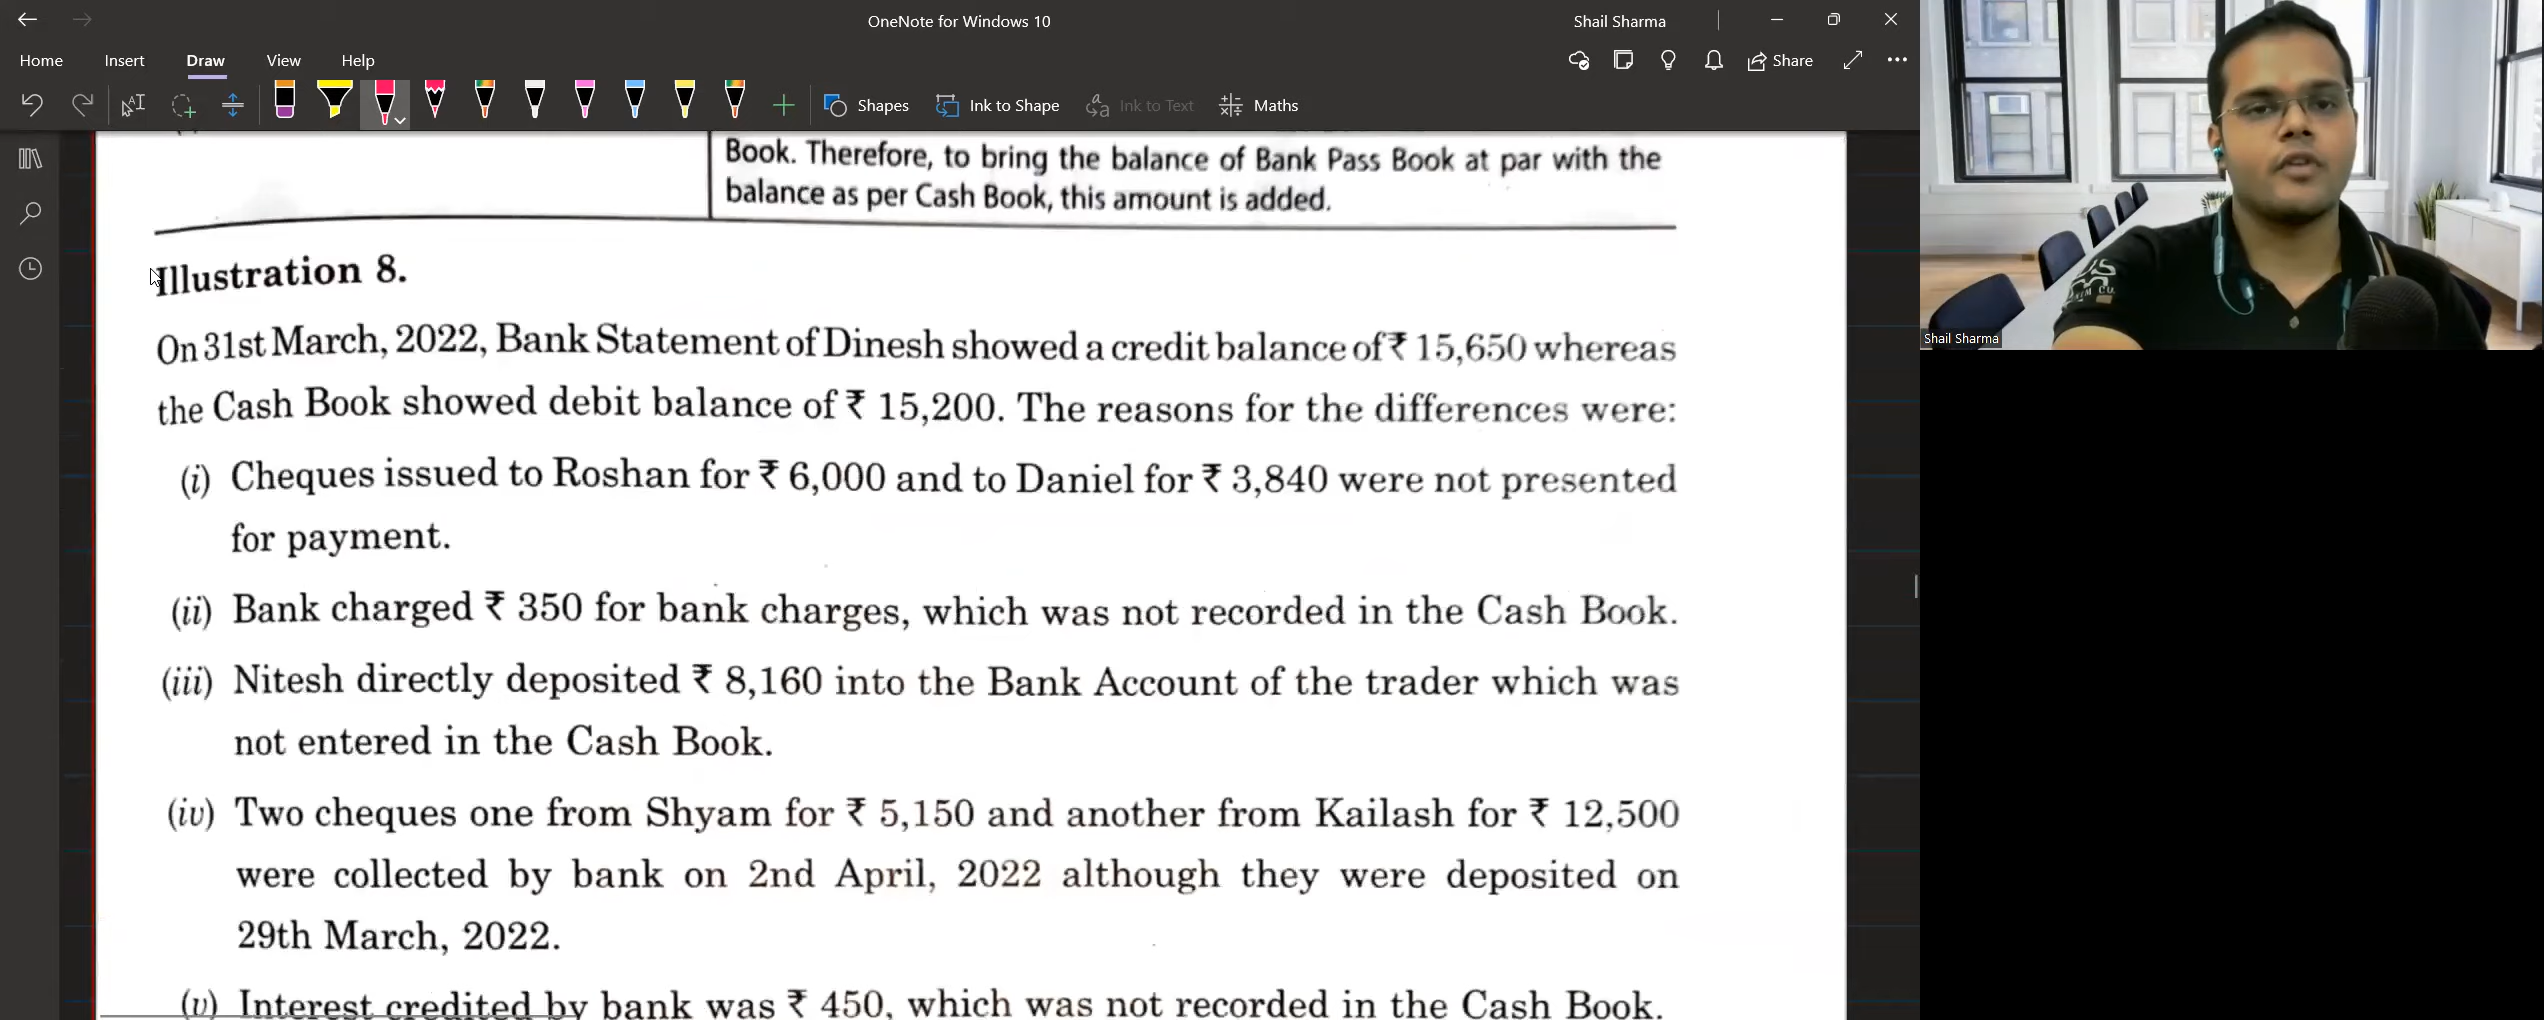 OneNote for Windows 10
Shail Sharma
Home Insert Draw View Help
Share
Shapes Ink to Shape Ink to Text Maths
Book. Therefore, to bring the balance of Bank Pass Book at par with the
balance as per Cash Book, this amount is added.
Illustration 8.
On 31st March, 2022, Bank Statement of Dinesh showed a credit balance of ₹ 15,650 whereas
the Cash Book showed debit balance of ₹ 15,200. The reasons for the differences were:
(i) Cheques issued to Roshan for ₹ 6,000 and to Daniel for ₹ 3,840 were not presented
for payment.
(ii) Bank charged ₹ 350 for bank charges, which was not recorded in the Cash Book.
(iii) Nitesh directly deposited ₹ 8,160 into the Bank Account of the trader which was
not entered in the Cash Book.
(iv) Two cheques one from Shyam for ₹ 5,150 and another from Kailash for ₹ 12,500
were collected by bank on 2nd April, 2022 although they were deposited on
29th March, 2022.
(v) Interest credited by bank was ₹ 450, which was not recorded in the Cash Book.
Shail Sharma